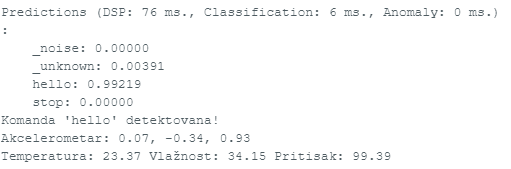 Predictions (DSP: 76 ms., Classification: 6 ms., Anomaly: 0 ms.)
:
_noise: 0.00000
_unknown: 0.00391
hello: 0.99219
stop: 0.00000
Komanda 'hello' detektovana!
Akcelerometar: 0.07, -0.34, 0.93
Temperatura: 23.37 Vlažnost: 34.15 Pritisak: 99.39